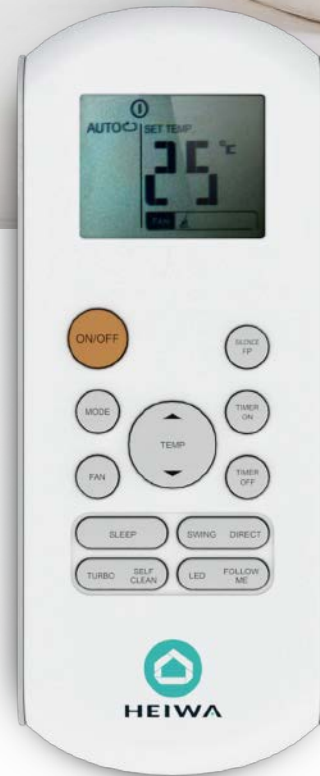 AUTO
SET TEMP.
25 °C
FAN
ON/OFF
SILENCE
FP
MODE
TEMP
TIMER
ON
FAN
TIMER
OFF
SLEEP
SWING DIRECT
TURBO SELF
CLEAN
LED FOLLOW
ME
HEIWA